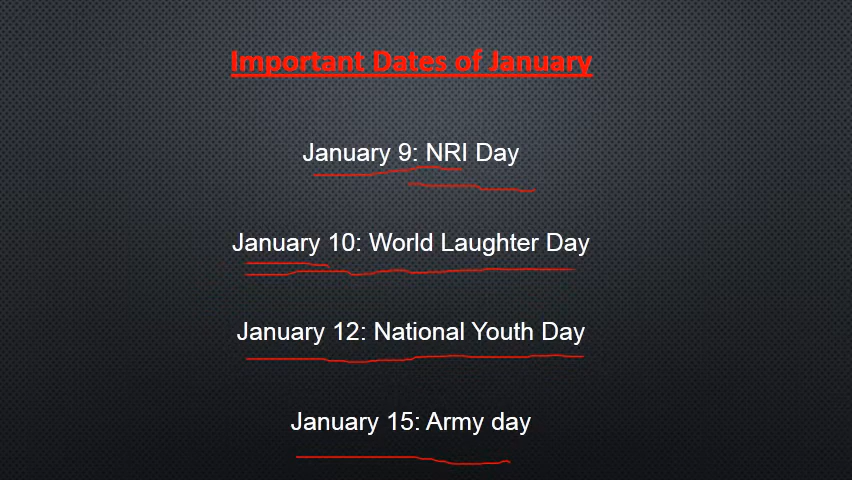 Important Dates of January
January 9: NRI Day
January 10: World Laughter Day
January 12: National Youth Day
January 15: Army day